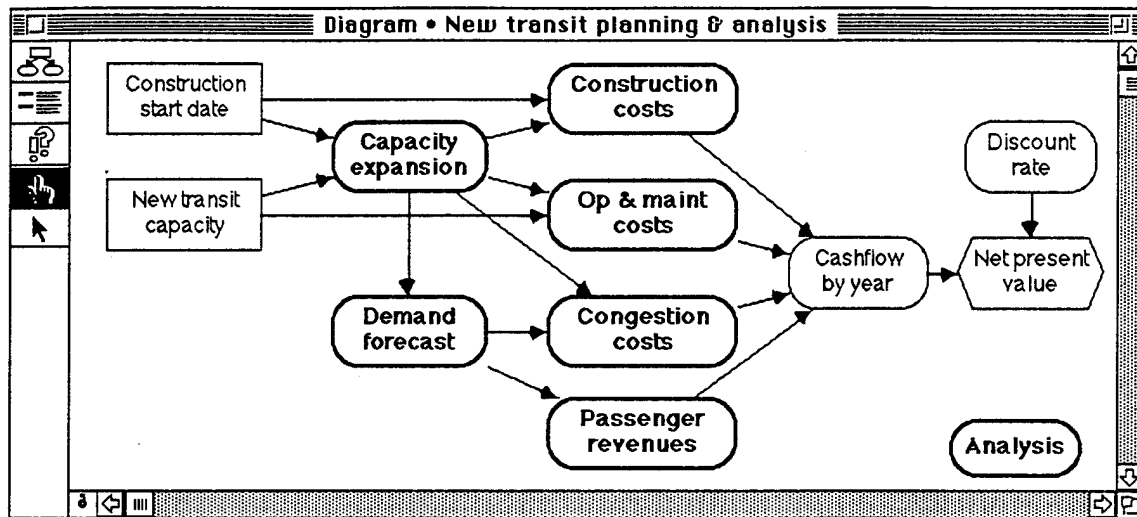 Diagram • New transit planning & analysis
Construction
start date
New transit
capacity
Capacity
expansion
Demand
forecast
Construction
costs
Op & maint
costs
Congestion
costs
Passenger
revenues
Cashflow
by year
Discount
rate
Net present
value
Analysis